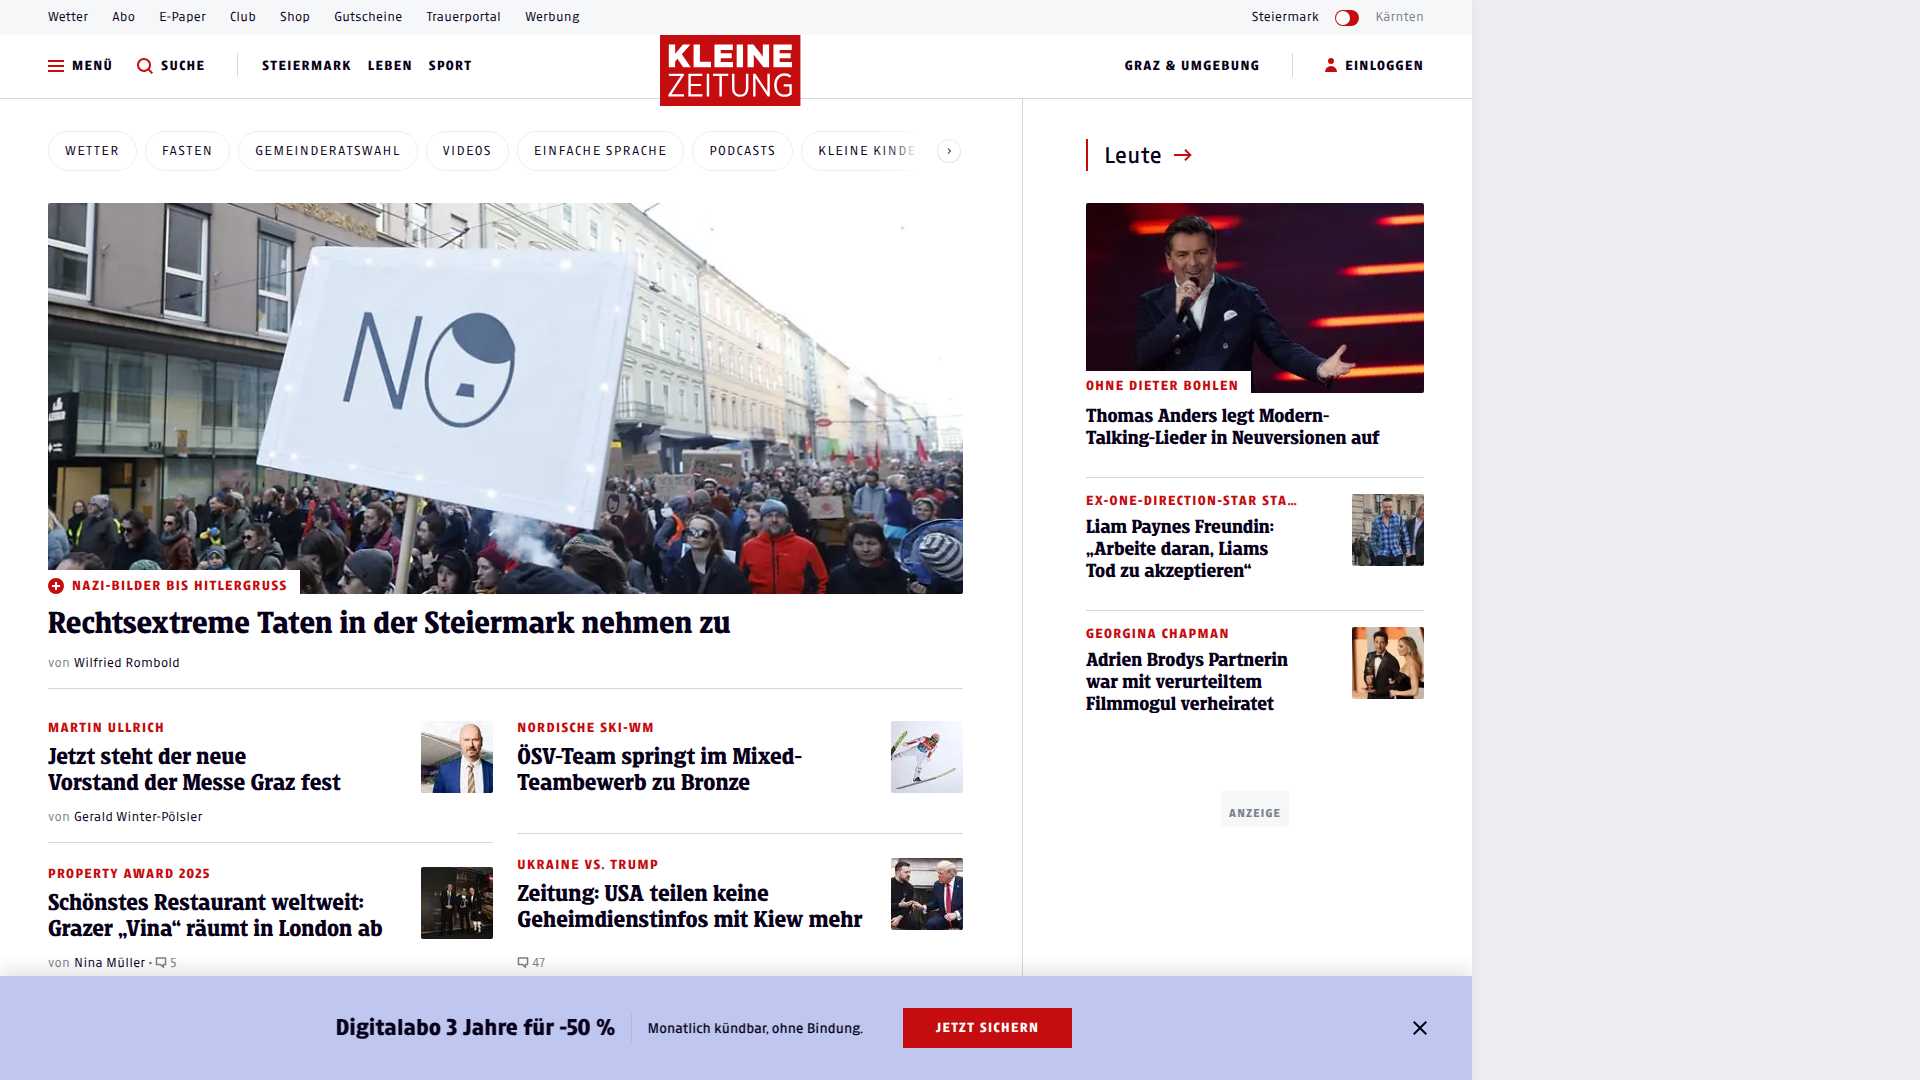 Wetter Abo E-Paper Club Shop Gutscheine Trauerportal Werbung Steiermark Kärnten
MENÜ SUCHE STEIERMARK LEBEN SPORT KLEINE ZEITUNG GRAZ & UMGEBUNG EINLOGGEN
WETTER FASTEN GEMEINDERATSWAHL VIDEOS EINFACHE SPRACHE PODCASTS KLEINE KINDE
NO
NAZI-BILDER BIS HITLERGRUSS
Rechtsextreme Taten in der Steiermark nehmen zu
von Wilfried Rombold
MARTIN ULLRICH
Jetzt steht der neue
Vorstand der Messe Graz fest
von Gerald Winter-Pölsler
PROPERTY AWARD 2025
Schönstes Restaurant weltweit:
Grazer „Vina“ räumt in London ab
von Nina Müller • 5
NORDISCHE SKI-WM
ÖSV-Team springt im Mixed-
Teambewerb zu Bronze
UKRAINE VS. TRUMP
Zeitung: USA teilen keine
Geheimdienstinfos mit Kiew mehr
47
Leute
OHNE DIETER BOHLEN
Thomas Anders legt Modern-
Talking-Lieder in Neuversionen auf
EX-ONE-DIRECTION-STAR STA...
Liam Paynes Freundin:
„Arbeite daran, Liams
Tod zu akzeptieren“
GEORGINA CHAPMAN
Adrien Brodys Partnerin
war mit verurteiltem
Filmmogul verheiratet
ANZEIGE
Digitalabo 3 Jahre für -50 % Monatlich kündbar, ohne Bindung. JETZT SICHERN